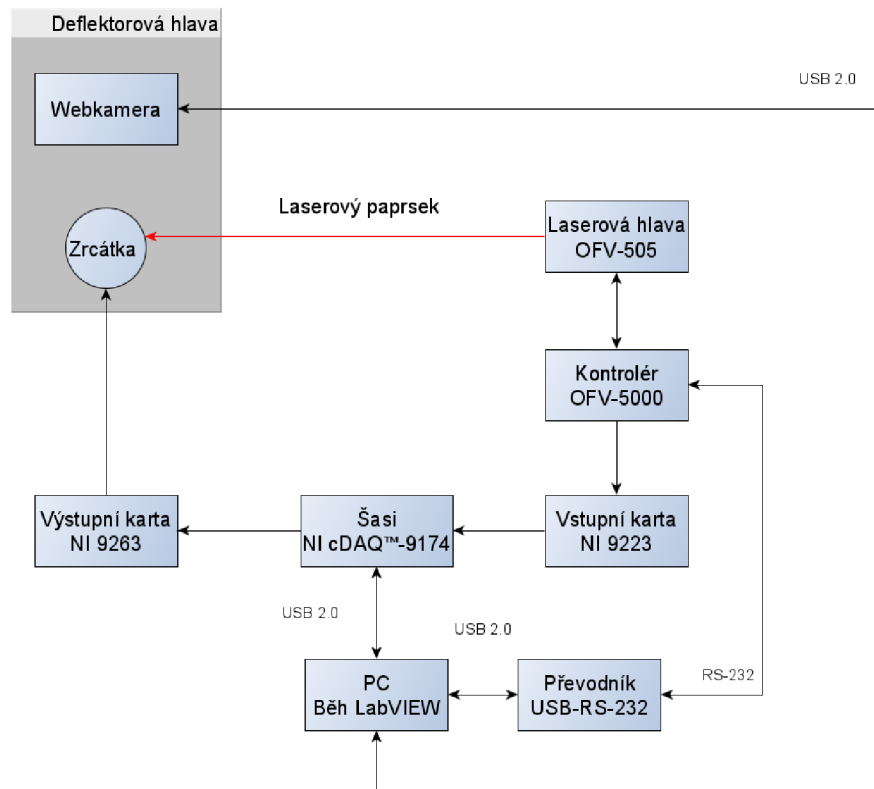 Deflektorová hlava
Webkamera
USB 2.0
Laserový paprsek
Zrcátka
Laserová hlava
OFV-505
Kontrolér
OFV-5000
Výstupní karta
NI 9263
Šasi
NI cDAQ™-9174
Vstupní karta
NI 9223
USB 2.0
USB 2.0
PC
Běh LabVIEW
Převodník
USB-RS-232
RS-232